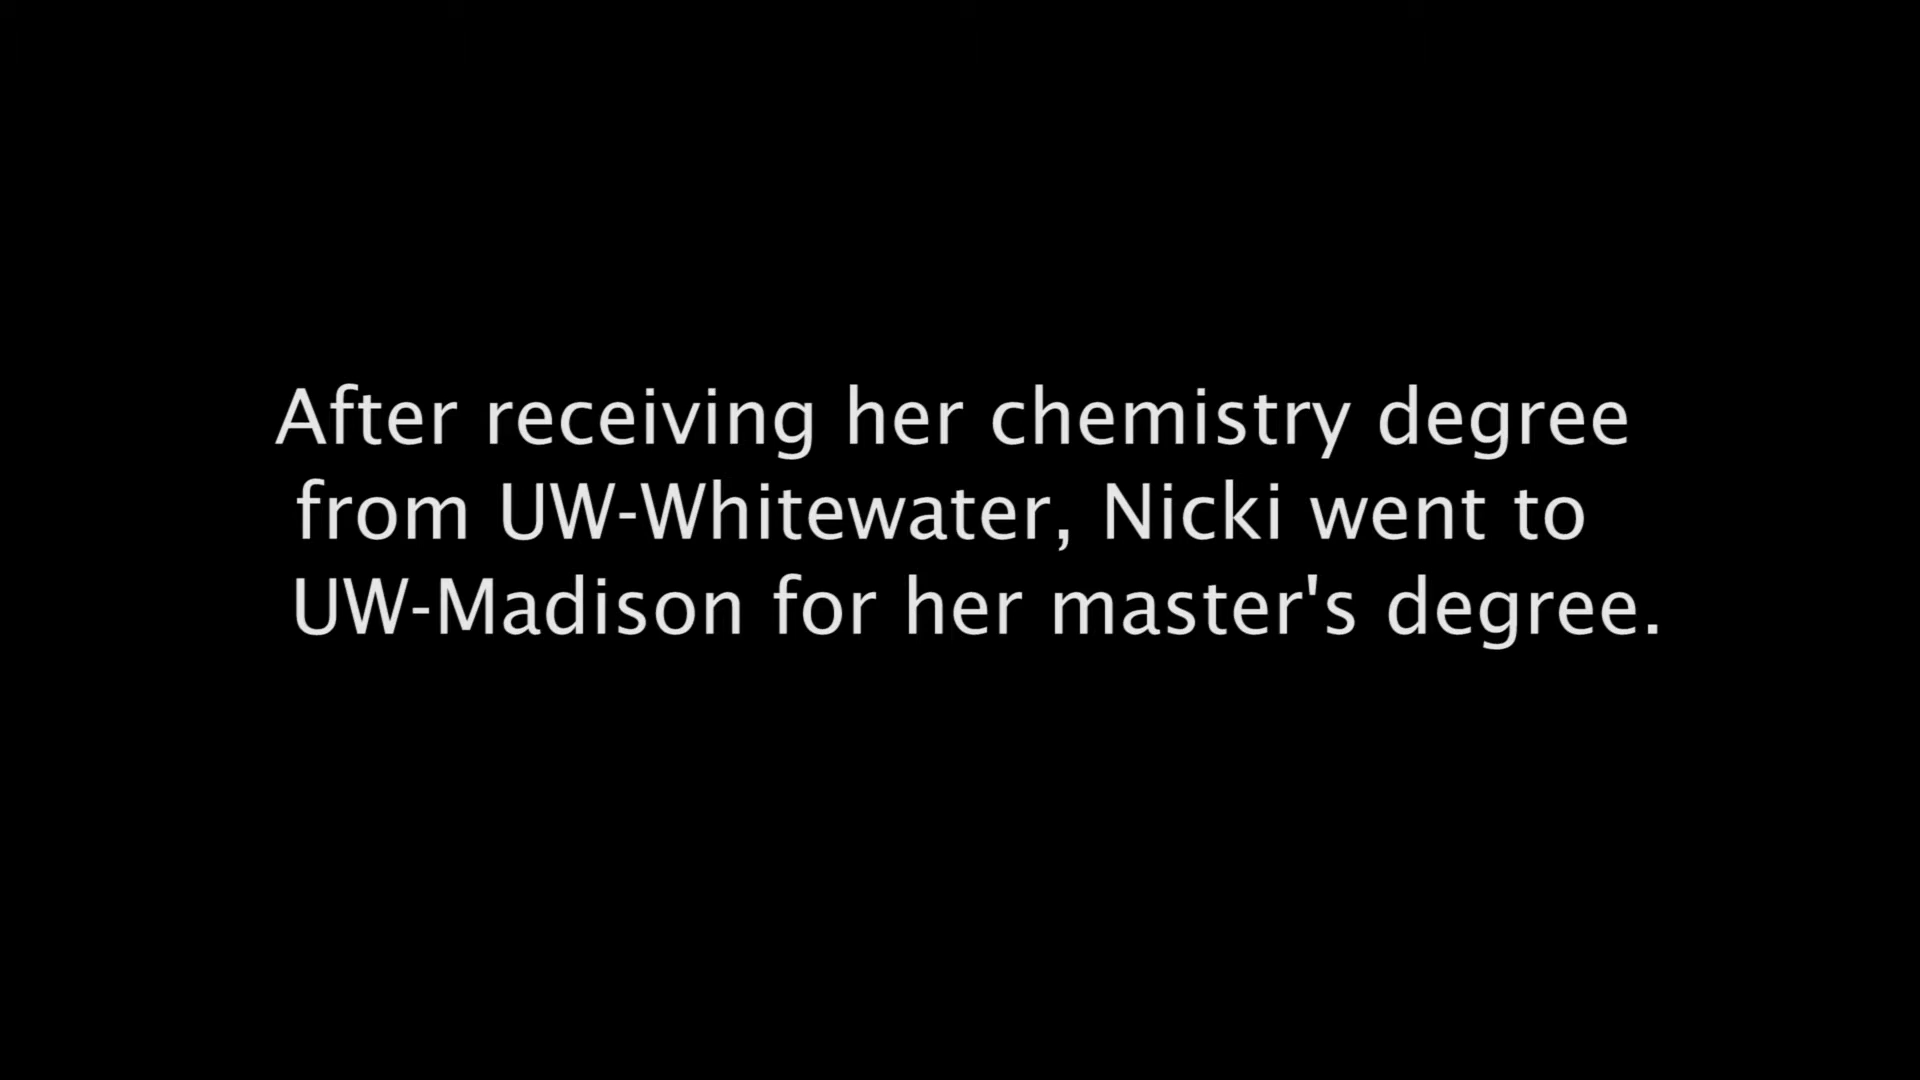 After receiving her chemistry degree
from UW-Whitewater, Nicki went to
UW-Madison for her master's degree.